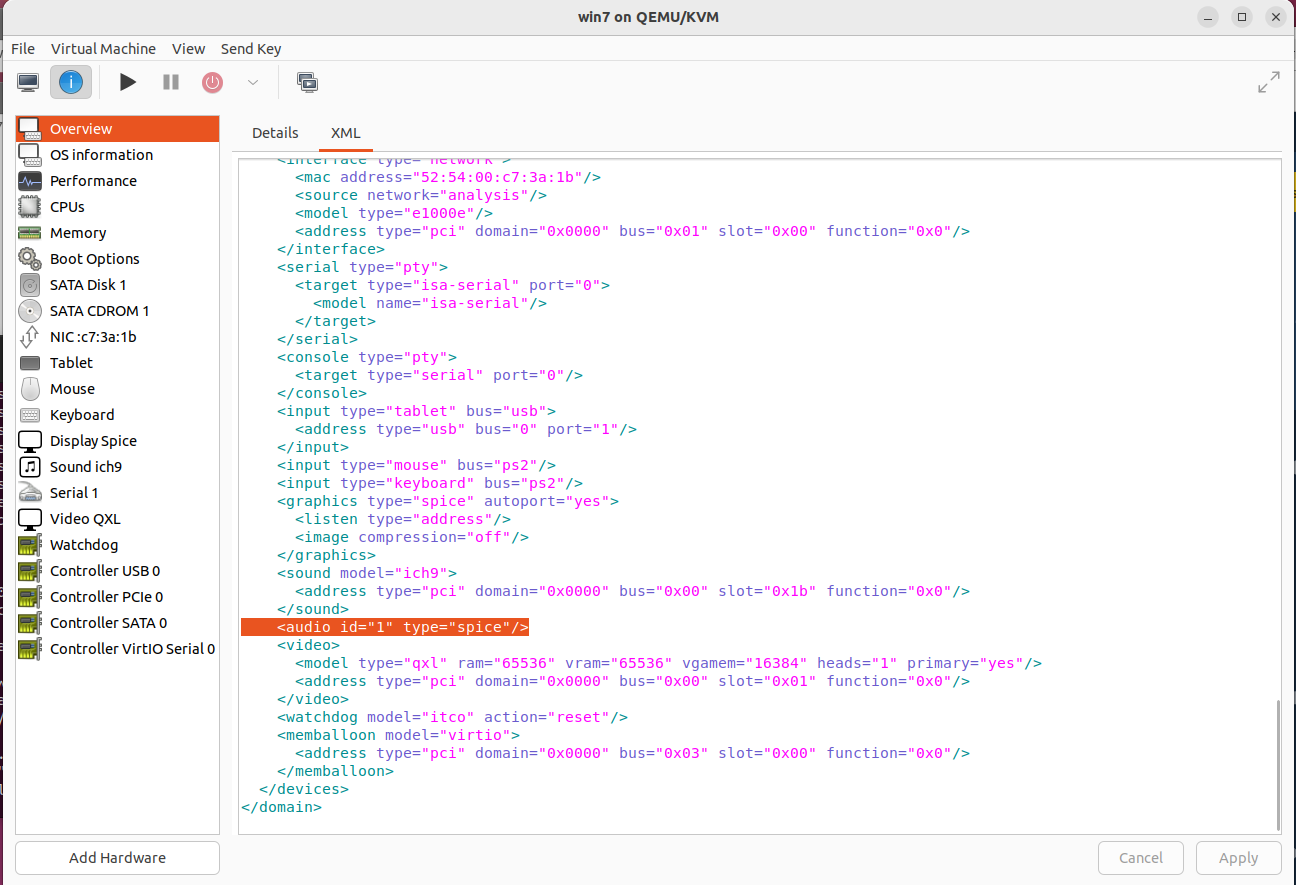 win7 on QEMU/KVM
File Virtual Machine View Send Key
Overview
OS information
Performance
CPUs
Memory
Boot Options
SATA Disk 1
SATA CDROM 1
NIC :c7:3a:1b
Tablet
Mouse
Keyboard
Display Spice
Sound ich9
Serial 1
Video QXL
Watchdog
Controller USB 0
Controller PCIe 0
Controller SATA 0
Controller VirtIO Serial 0
Add Hardware
Details XML
<interface type="network">
<mac address="52:54:00:c7:3a:1b"/>
<source network="analysis"/>
<model type="e1000e"/>
<address type="pci" domain="0x0000" bus="0x01" slot="0x00" function="0x0"/>
</interface>
<serial type="pty">
<target type="isa-serial" port="0">
<model name="isa-serial"/>
</target>
</serial>
<console type="pty">
<target type="serial" port="0"/>
</console>
<input type="tablet" bus="usb">
<address type="usb" bus="0" port="1"/>
</input>
<input type="mouse" bus="ps2"/>
<input type="keyboard" bus="ps2"/>
<graphics type="spice" autoport="yes">
<listen type="address"/>
<image compression="off"/>
</graphics>
<sound model="ich9">
<address type="pci" domain="0x0000" bus="0x00" slot="0x1b" function="0x0"/>
</sound>
<audio id="1" type="spice"/>
<video>
<model type="qxl" ram="65536" vram="65536" vgamem="16384" heads="1" primary="yes"/>
<address type="pci" domain="0x0000" bus="0x00" slot="0x01" function="0x0"/>
</video>
<watchdog model="itco" action="reset"/>
<memballoon model="virtio">
<address type="pci" domain="0x0000" bus="0x03" slot="0x00" function="0x0"/>
</memballoon>
</devices>
</domain>
Cancel Apply